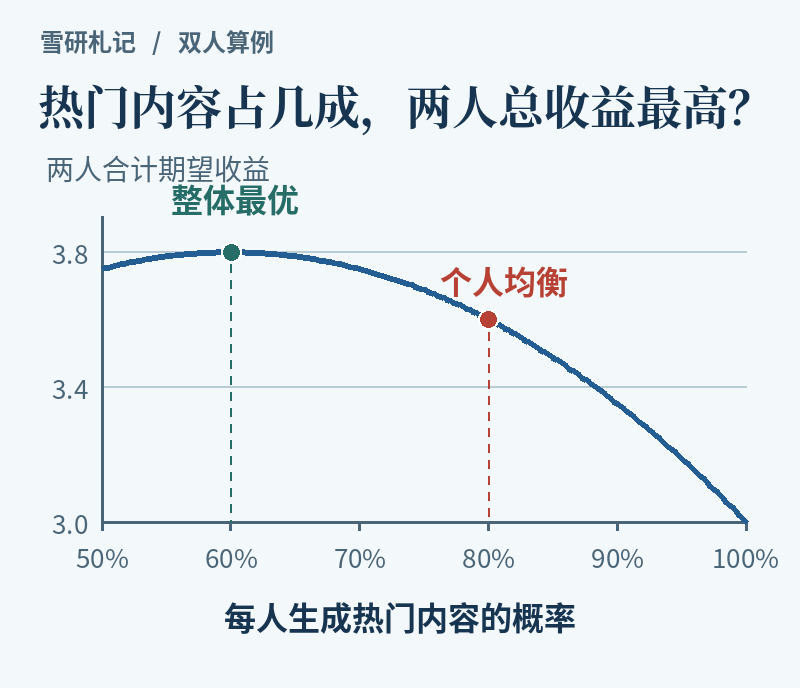 雪研札记 / 双人算例
热门内容占几成，两人总收益最高？
两人合计期望收益
整体最优
3.8
个人均衡
3.4
3.0
50% 60% 70% 80% 90% 100%
每人生成热门内容的概率